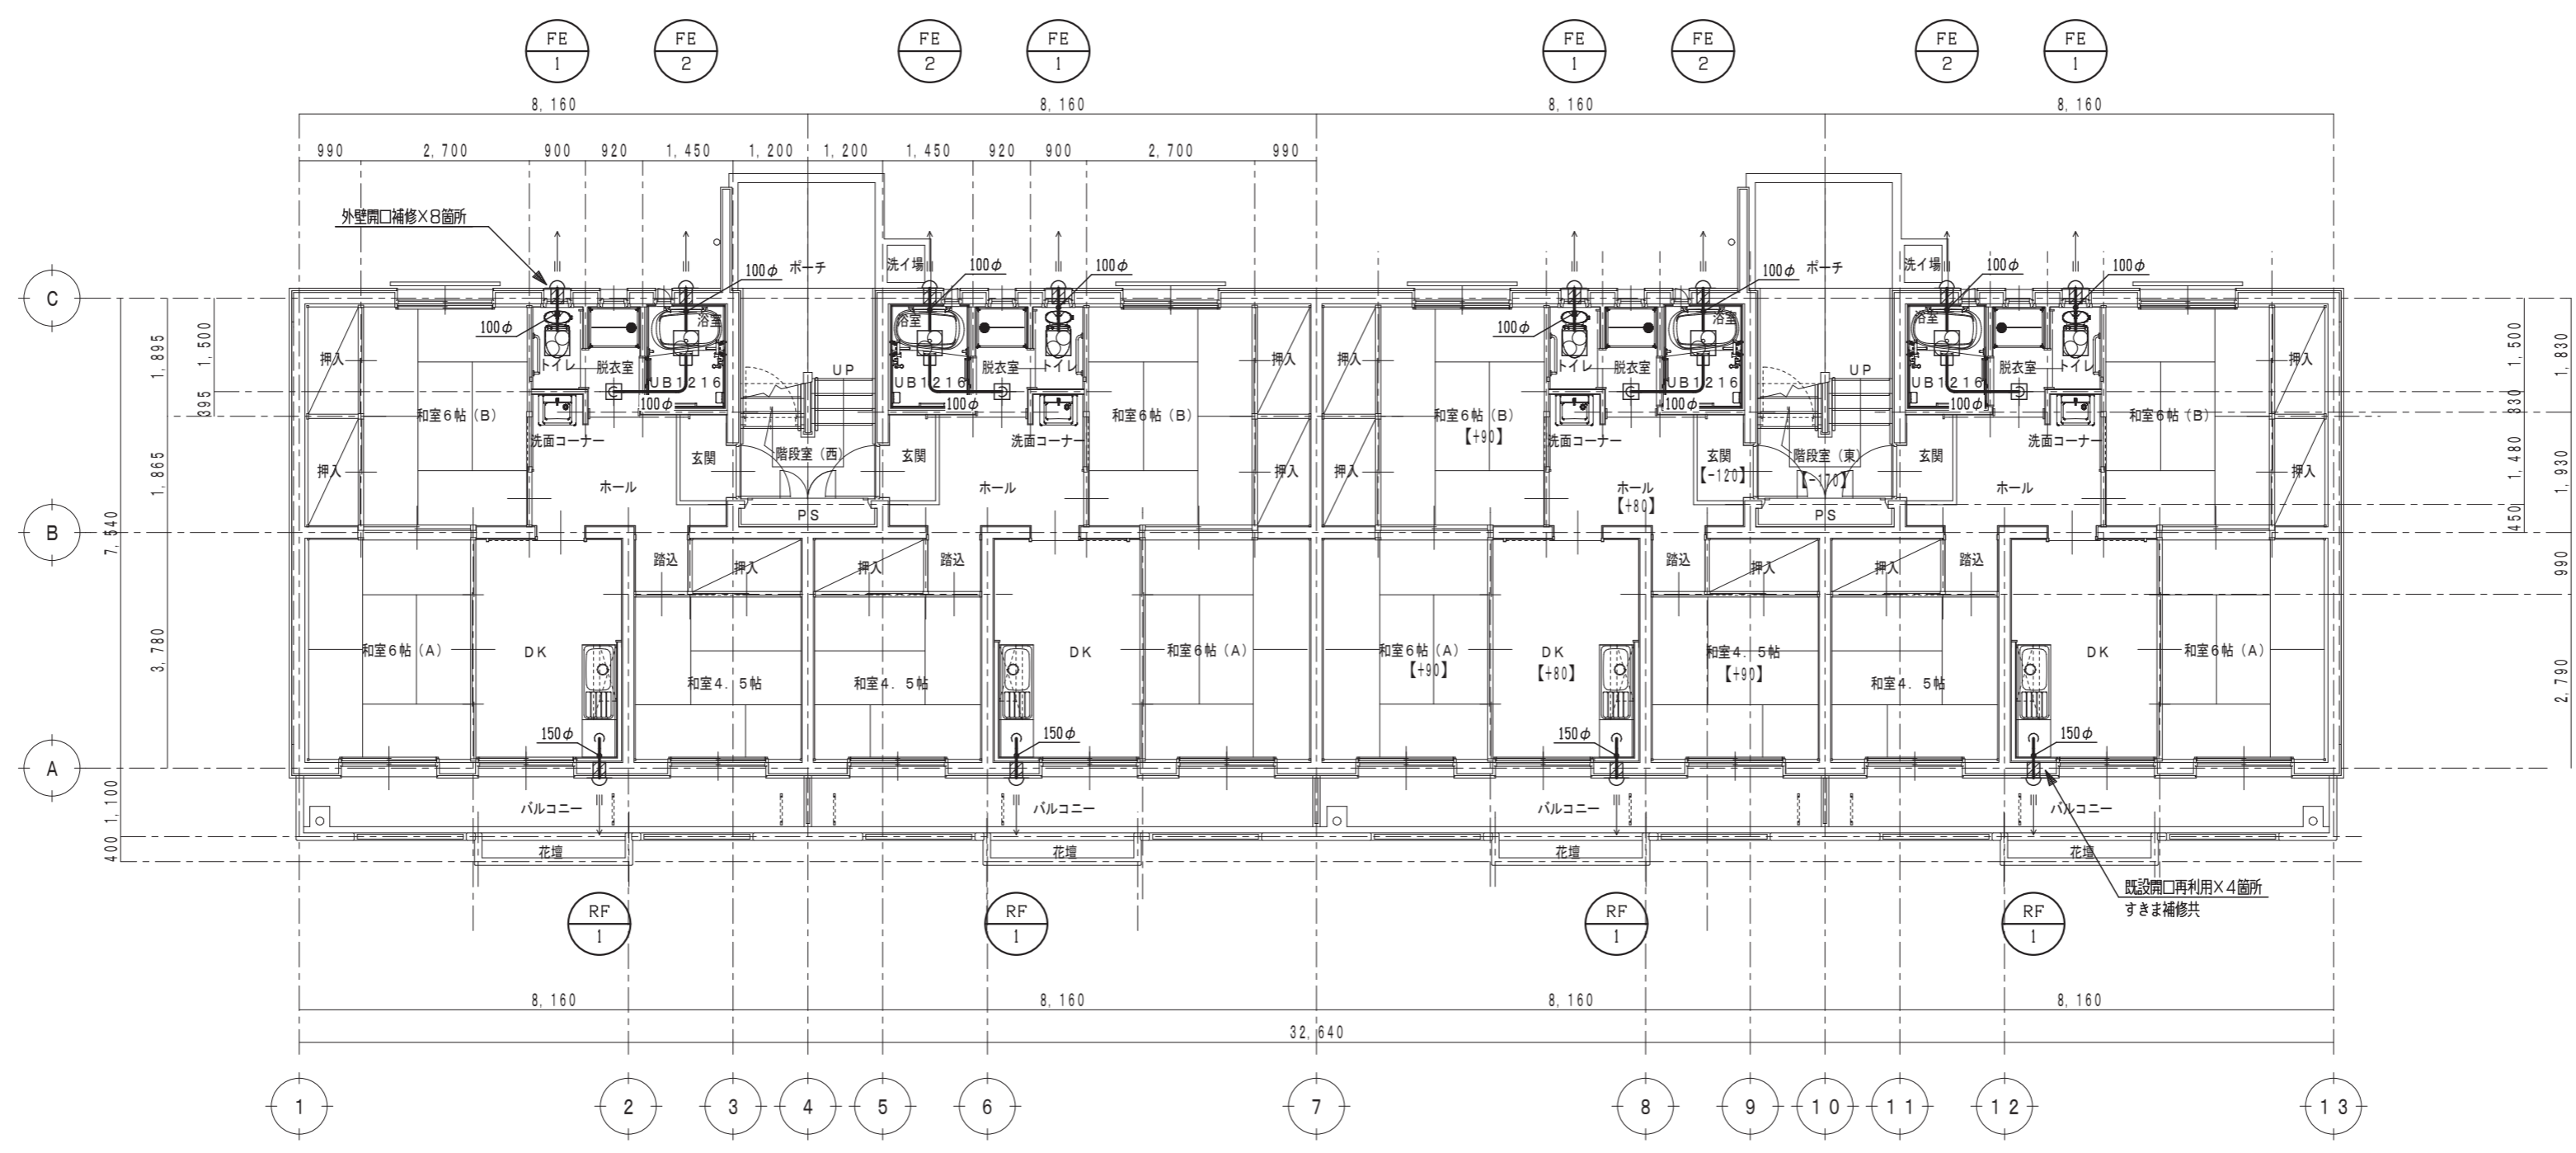 FE 1
FE 2
FE 2
FE 1
FE 1
FE 2
FE 2
FE 1
8,160
8,160
8,160
8,160
990
2,700
900
920
1,450
1,200
1,200
1,450
920
900
2,700
990
外壁開口補修×8箇所
100φ
ポーチ
洗イ場
100φ
100φ
100φ
ポーチ
洗イ場
100φ
100φ
C
1,895
1,500
395
押入
100φ
トイレ
脱衣室
浴室
UB1216
100φ
UP
浴室
UB1216
100φ
脱衣室
トイレ
押入
押入
100φ
トイレ
脱衣室
浴室
UB1216
100φ
UP
浴室
UB1216
100φ
脱衣室
トイレ
押入
1,500
1,830
330
和室6帖(B)
洗面コーナー
洗面コーナー
和室6帖(B)
和室6帖(B)
【+90】
洗面コーナー
洗面コーナー
和室6帖(B)
1,865
押入
玄関
階段室(西)
玄関
押入
押入
玄関
【-120】
階段室(東)
【-170】
玄関
押入
1,480
1,930
ホール
ホール
ホール
【+80】
ホール
B
7,540
PS
PS
450
踏込
押入
押入
踏込
踏込
押入
押入
踏込
990
3,780
和室6帖(A)
DK
和室4.5帖
和室4.5帖
DK
和室6帖(A)
和室6帖(A)
【+90】
DK
【+80】
和室4.5帖
【+90】
和室4.5帖
DK
和室6帖(A)
2,790
150φ
150φ
150φ
150φ
A
1,100
バルコニー
バルコニー
バルコニー
バルコニー
400
花壇
花壇
花壇
花壇
既設開口再利用×4箇所
すきま補修共
RF 1
RF 1
RF 1
RF 1
8,160
8,160
8,160
8,160
32,640
1
2
3
4
5
6
7
8
9
10
11
12
13